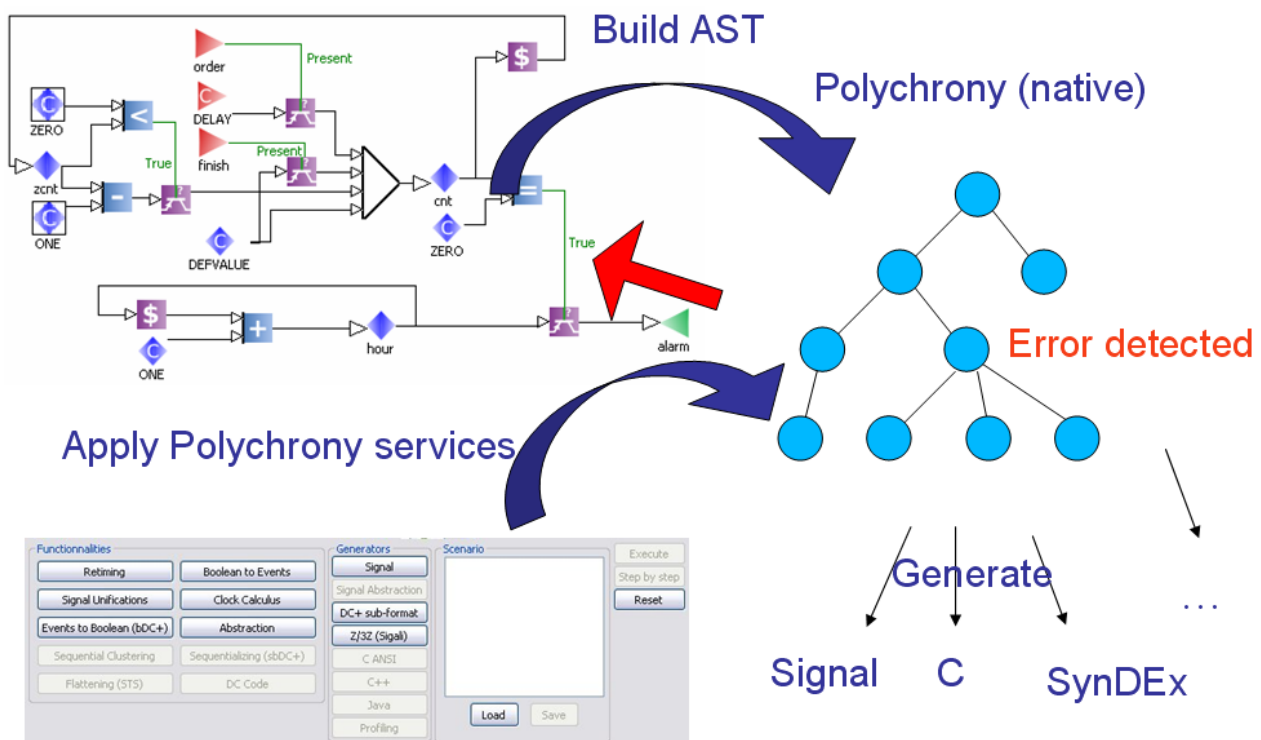 Build AST
Polychrony (native)
order
Present
$
C
ZERO
C
DELAY
<
True
finish
Present
zcnt
-
C
ONE
C
DEFVALUE
cnt
=
C
ZERO
True
$
+
C
ONE
hour
alarm
Error detected
Apply Polychrony services
Functionnalities
Retiming
Boolean to Events
Signal Unifications
Clock Calculus
Events to Boolean (bDC+)
Abstraction
Sequential Clustering
Sequentializing (sbDC+)
Flattening (STS)
DC Code
Generators
Signal
Signal Abstraction
DC+ sub-format
Z/3Z (Sigali)
C ANSI
C++
Java
Profiling
Scenario
Load
Save
Execute
Step by step
Reset
Generate
...
Signal
C
SynDEx